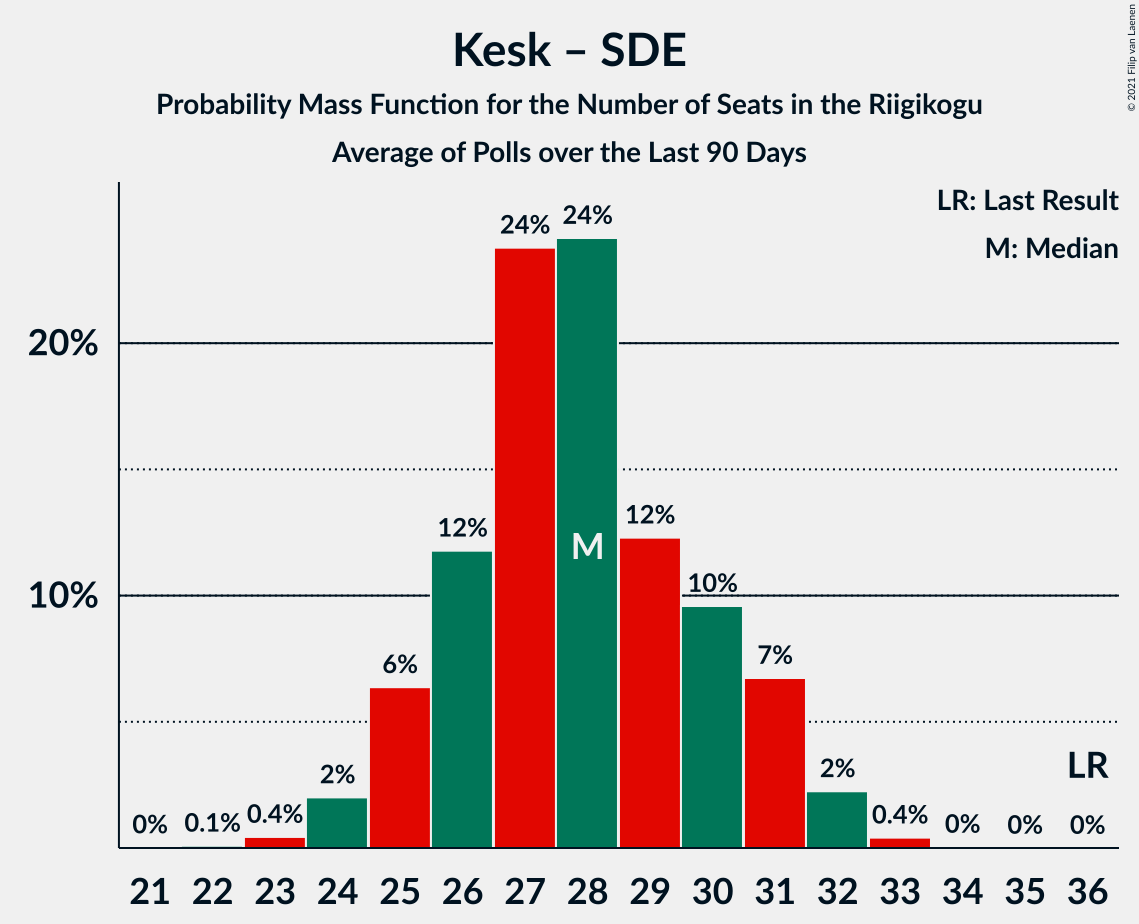 Kesk – SDE
Probability Mass Function for the Number of Seats in the Riigikogu
Average of Polls over the Last 90 Days
© 2021 Filip van Laenen
LR: Last Result
M: Median
20%
10%
0% 0.1% 0.4% 2% 6% 12% 24% 24% 12% 10% 7% 2% 0.4% 0% 0% 0%
M
LR
21 22 23 24 25 26 27 28 29 30 31 32 33 34 35 36